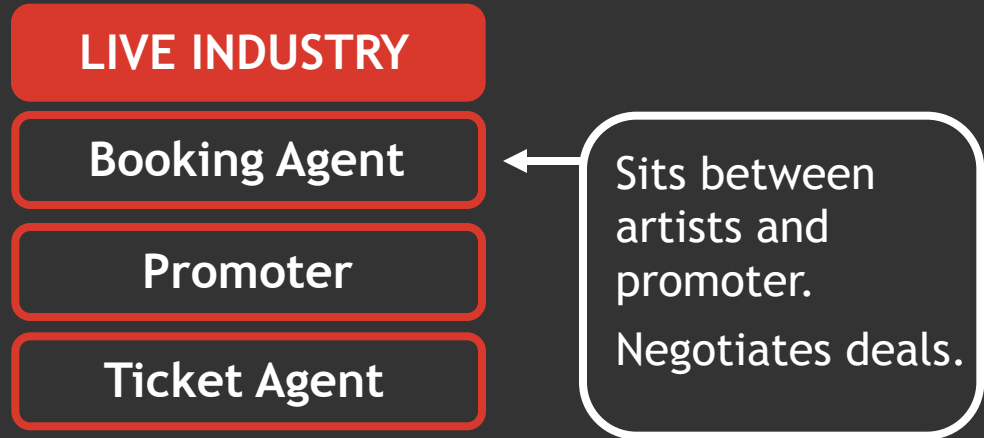 LIVE INDUSTRY
Booking Agent
Promoter
Ticket Agent
Sits between
artists and
promoter.
Negotiates deals.